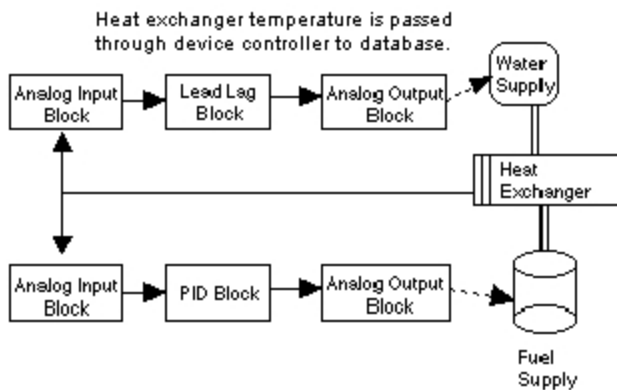 Heat exchanger temperature is passed
through device controller to database.
Analog Input
Block
Lead Lag
Block
Analog Output
Block
Water
Supply
Heat
Exchanger
Analog Input
Block
PID Block
Analog Output
Block
Fuel
Supply